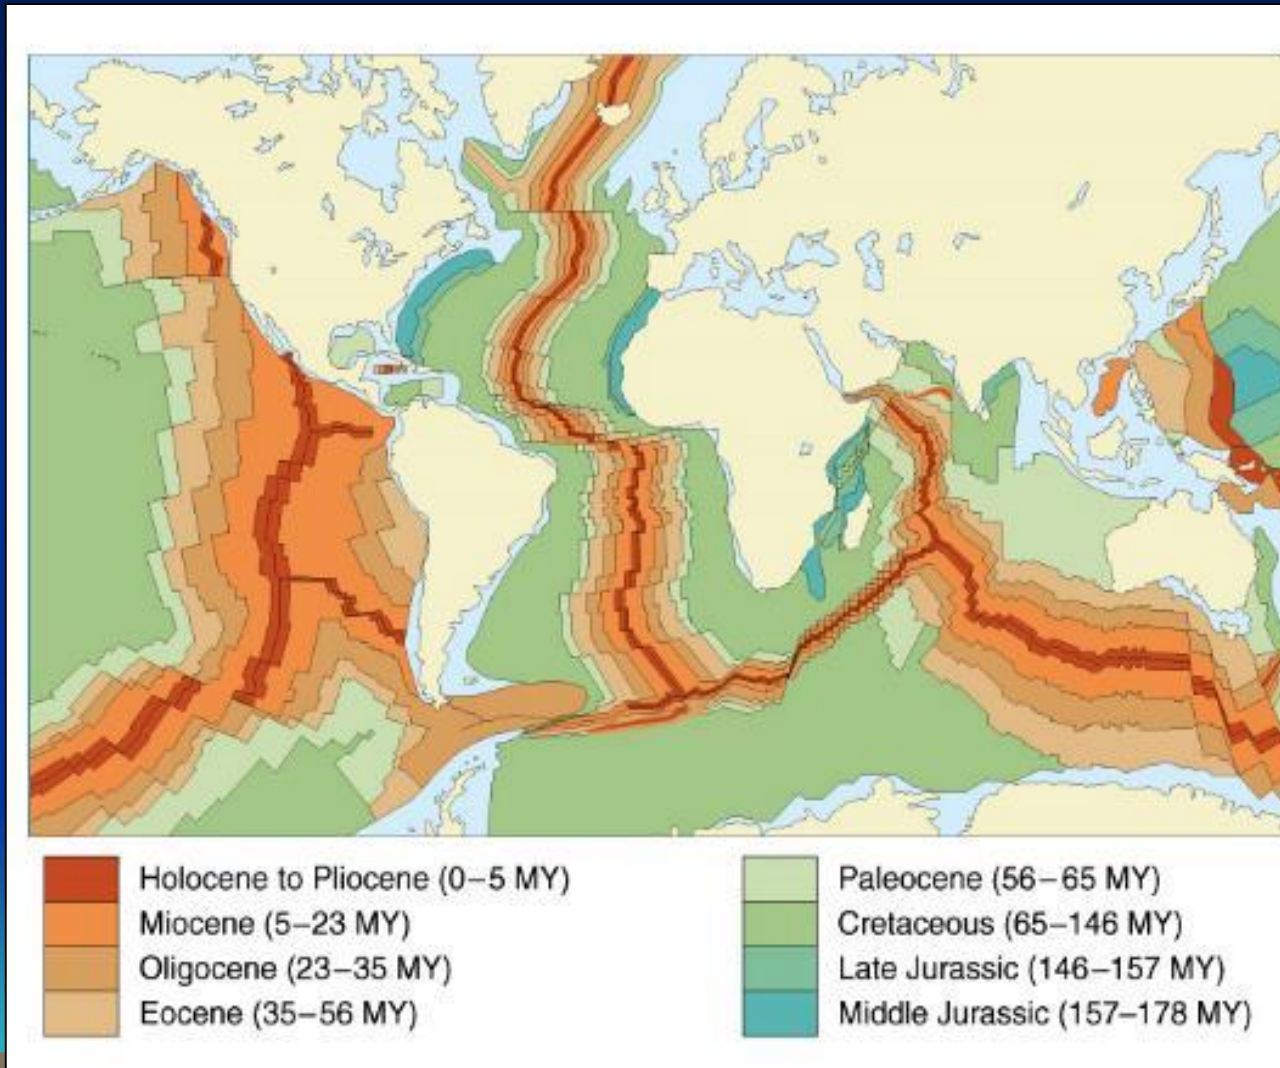 Holocene to Pliocene (0–5 MY)
Miocene (5–23 MY)
Oligocene (23–35 MY)
Eocene (35–56 MY)
Paleocene (56–65 MY)
Cretaceous (65–146 MY)
Late Jurassic (146–157 MY)
Middle Jurassic (157–178 MY)